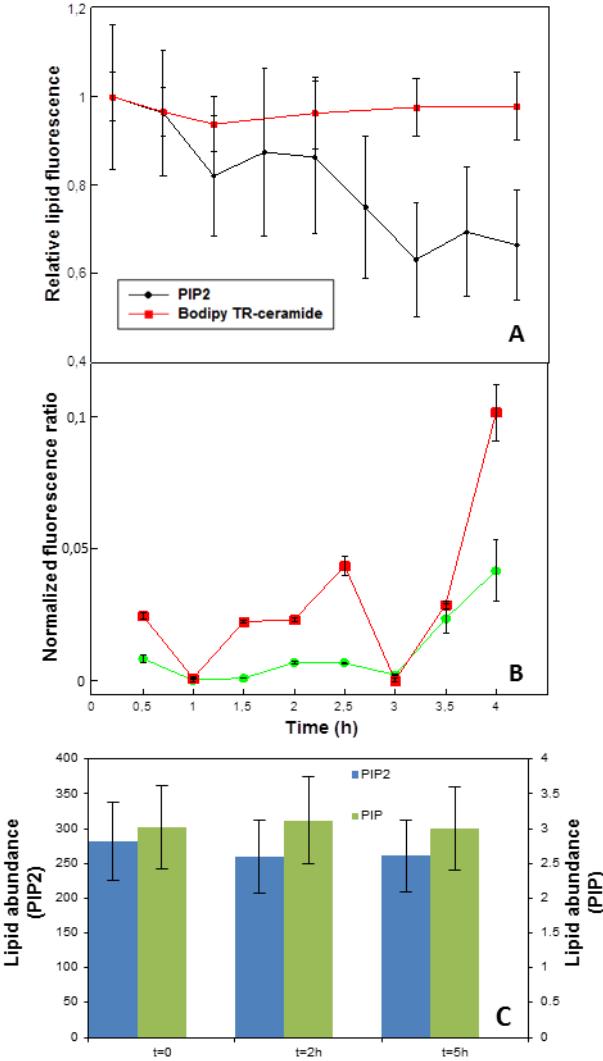 1,2
1
0,8
0,6
0,4
Relative lipid fluorescence
PIP2
Bodipy TR-ceramide
A
0,1
0,05
0
Normalized fluorescence ratio
B
0 0,5 1 1,5 2 2,5 3 3,5 4
Time (h)
400
350
300
250
200
150
100
50
0
Lipid abundance
(PIP2)
PIP2
PIP
4
3.5
3
2.5
2
1.5
1
0.5
0
Lipid abundance
(PIP)
C
t=0 t=2h t=5h